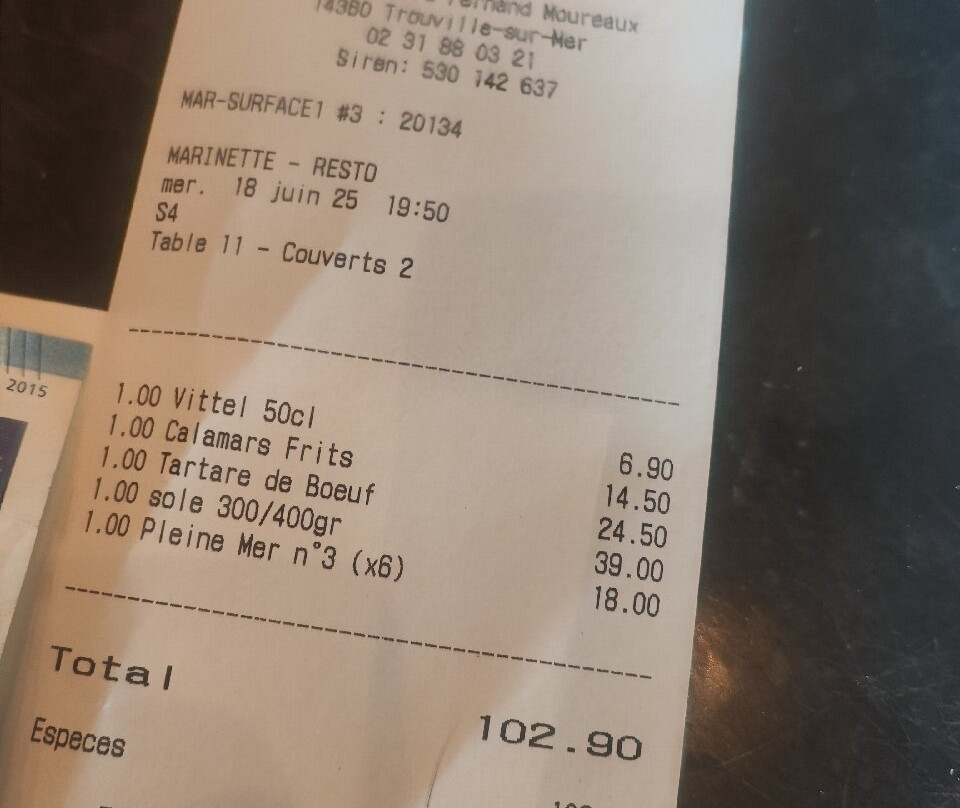 Fernand Moureaux
14360 Trouville-sur-Mer
02 31 88 03 21
Siren: 530 142 637
MAR-SURFACE1 #3 : 20134
MARINETTE - RESTO
mer. 18 juin 25 19:50
S4
Table 11 - Couverts 2
1.00 Vittel 50cl 6.90
1.00 Calamars Frits 14.50
1.00 Tartare de Boeuf 24.50
1.00 sole 300/400gr 39.00
1.00 Pleine Mer n°3 (x6) 18.00
Total 102.90
Especes
2015